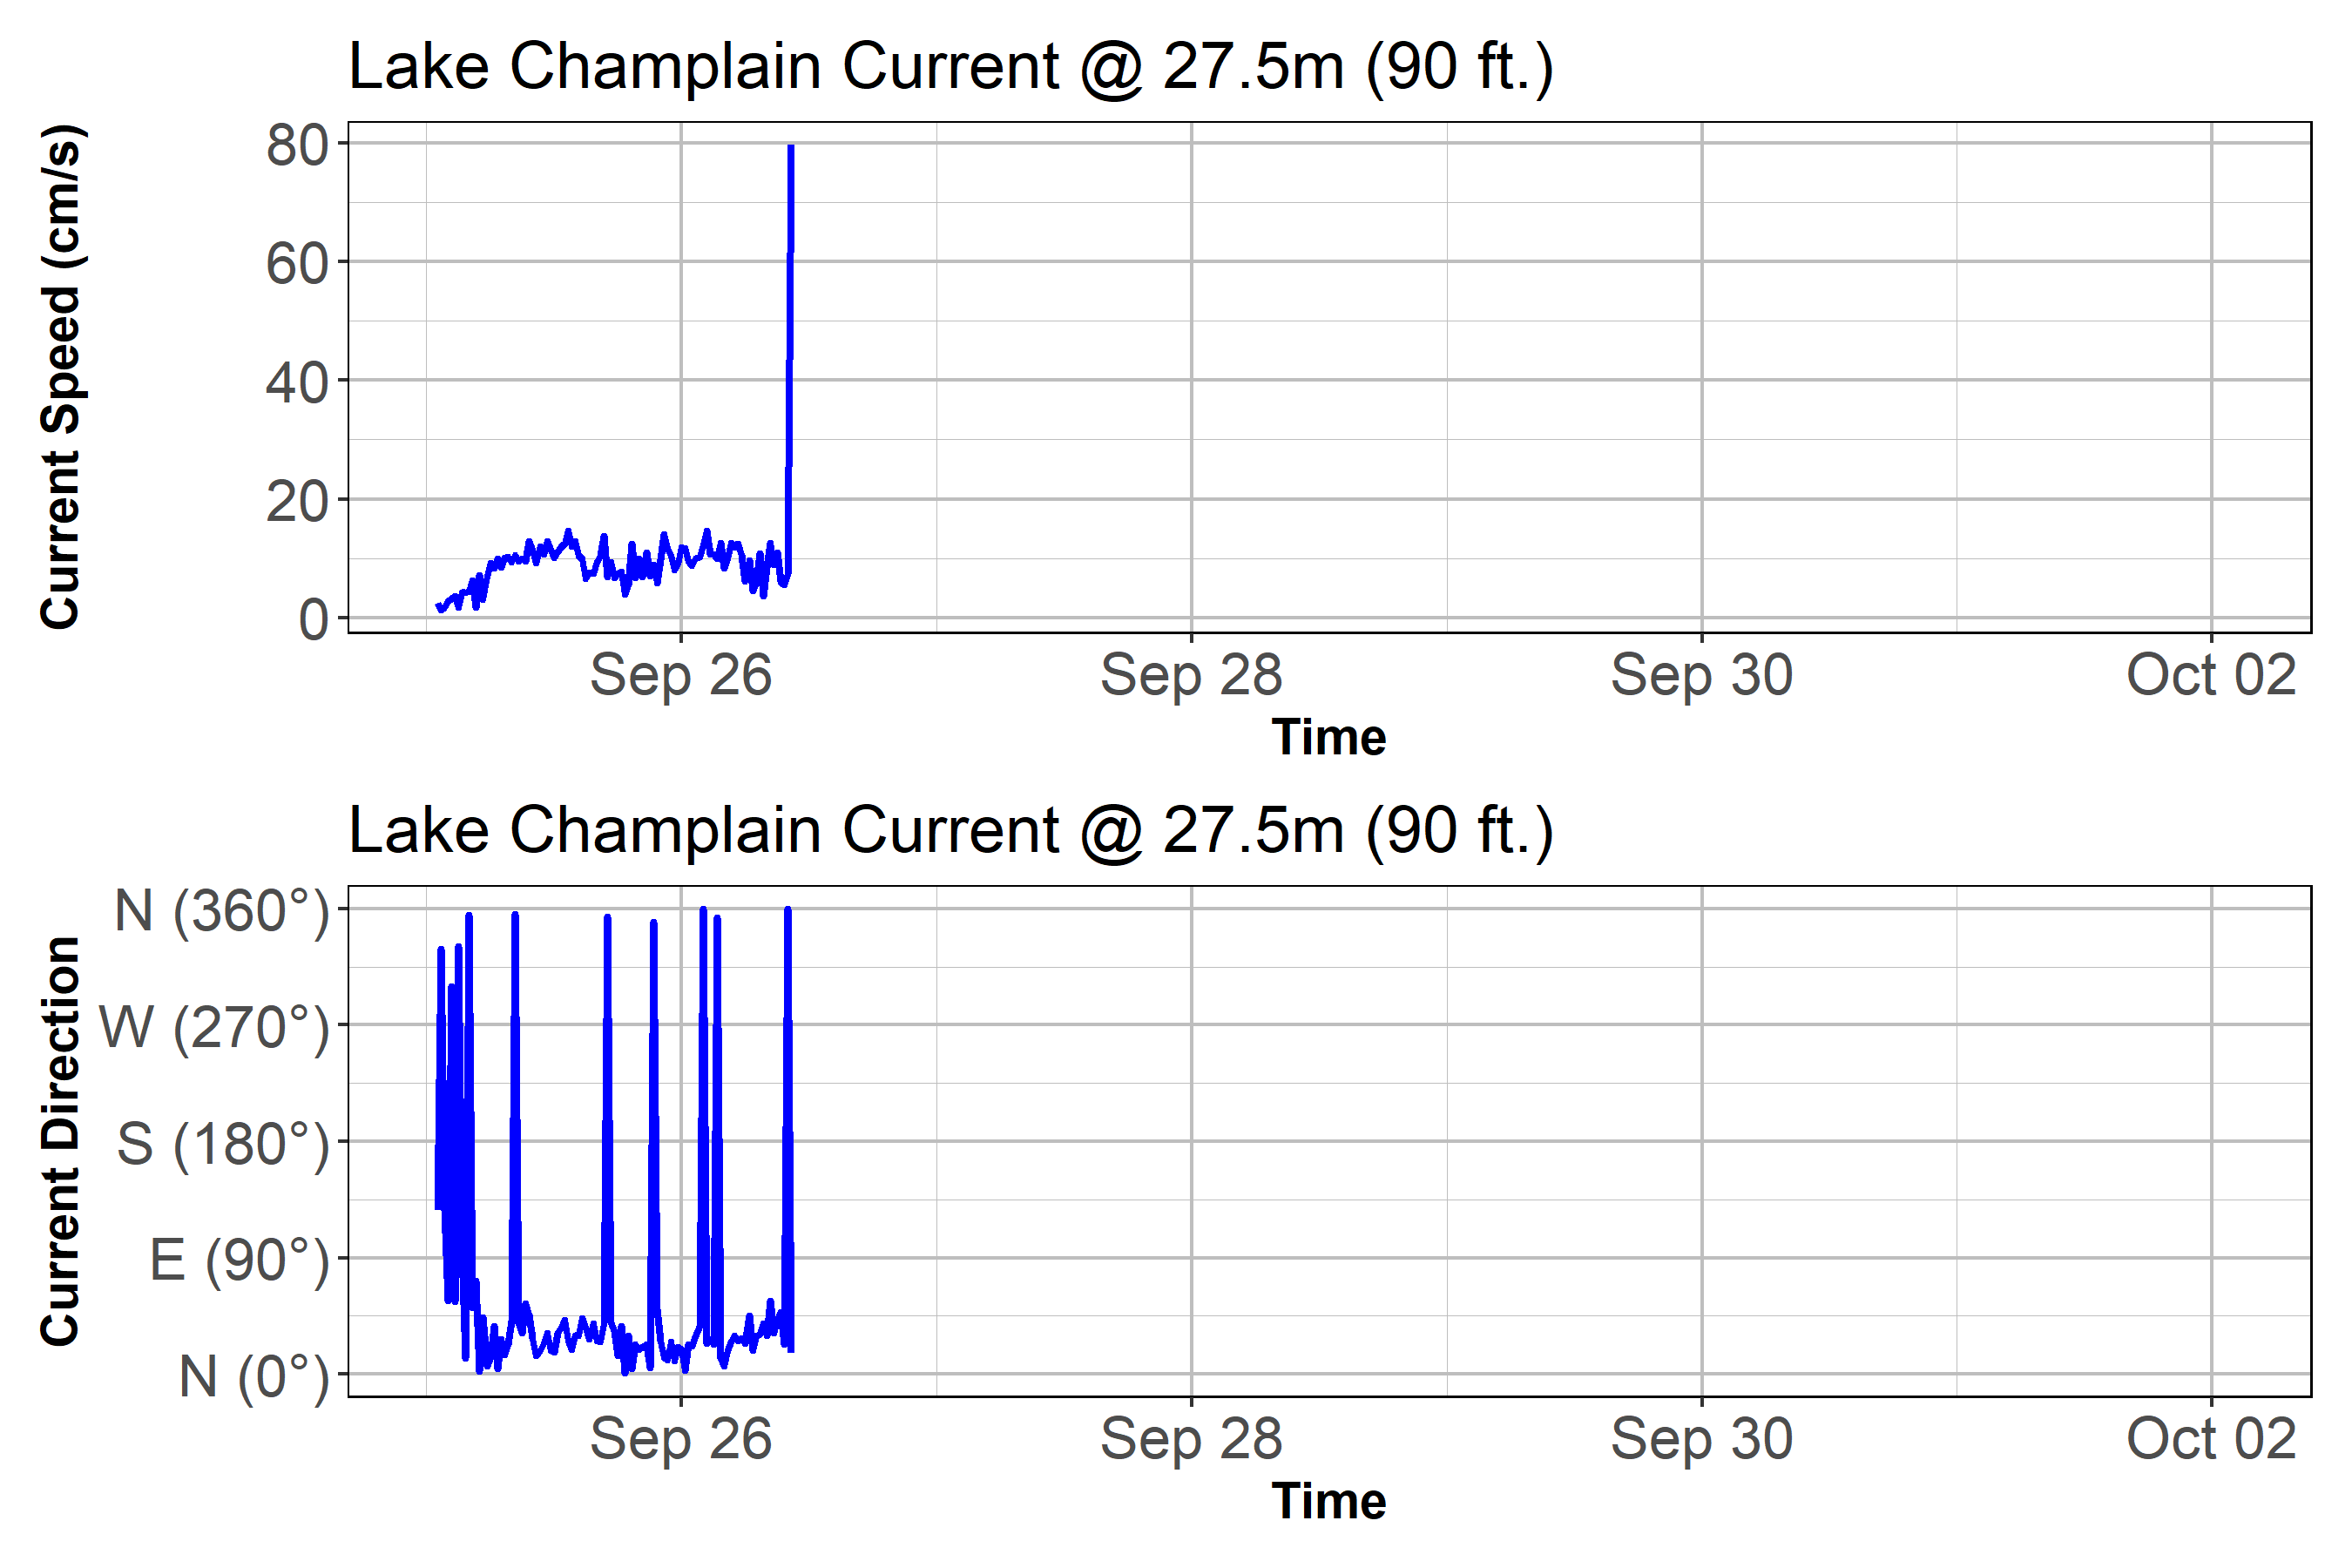 Lake Champlain Current @ 27.5m (90 ft.)
Current Speed (cm/s)
80
60
40
20
0
Sep 26
Sep 28
Sep 30
Oct 02
Time
Lake Champlain Current @ 27.5m (90 ft.)
Current Direction
N (360°)
W (270°)
S (180°)
E (90°)
N (0°)
Sep 26
Sep 28
Sep 30
Oct 02
Time